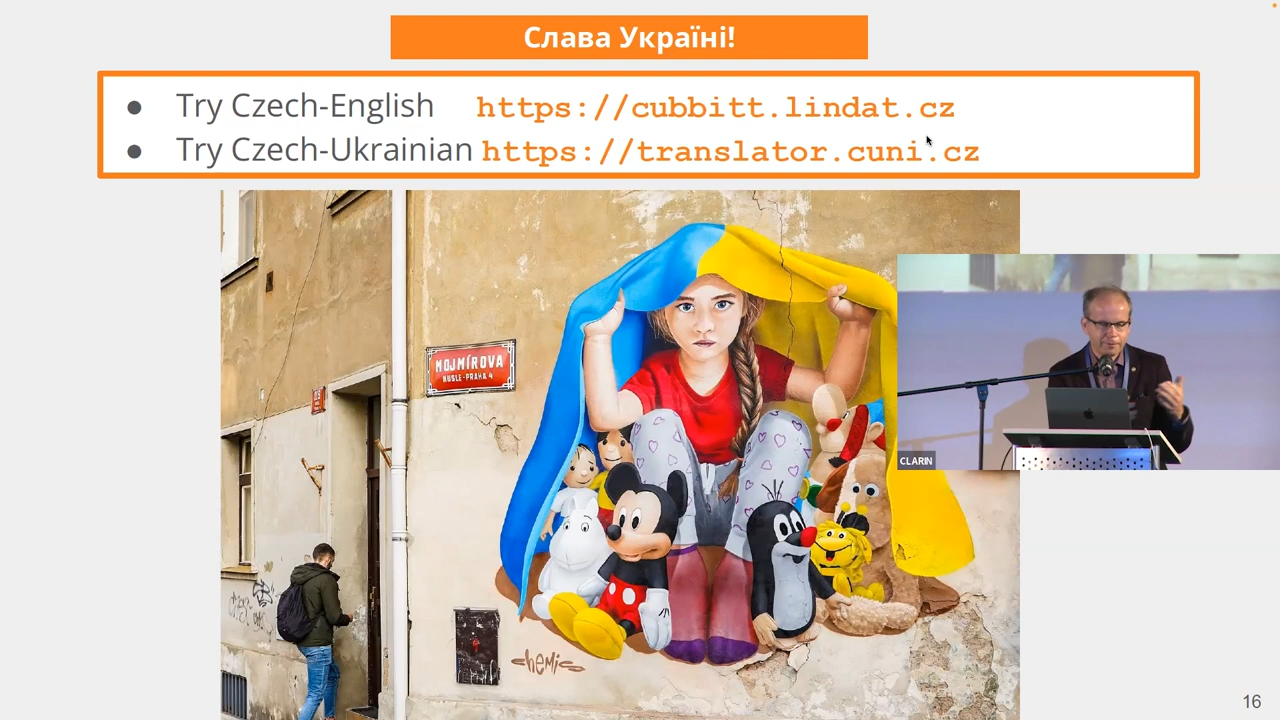 Слава Україні!
● Try Czech-English https://cubbitt.lindat.cz
● Try Czech-Ukrainian https://translator.cuni.cz
MOJMÍROVA
NUSLE-PRAHA 4
chemis
CLARIN
16